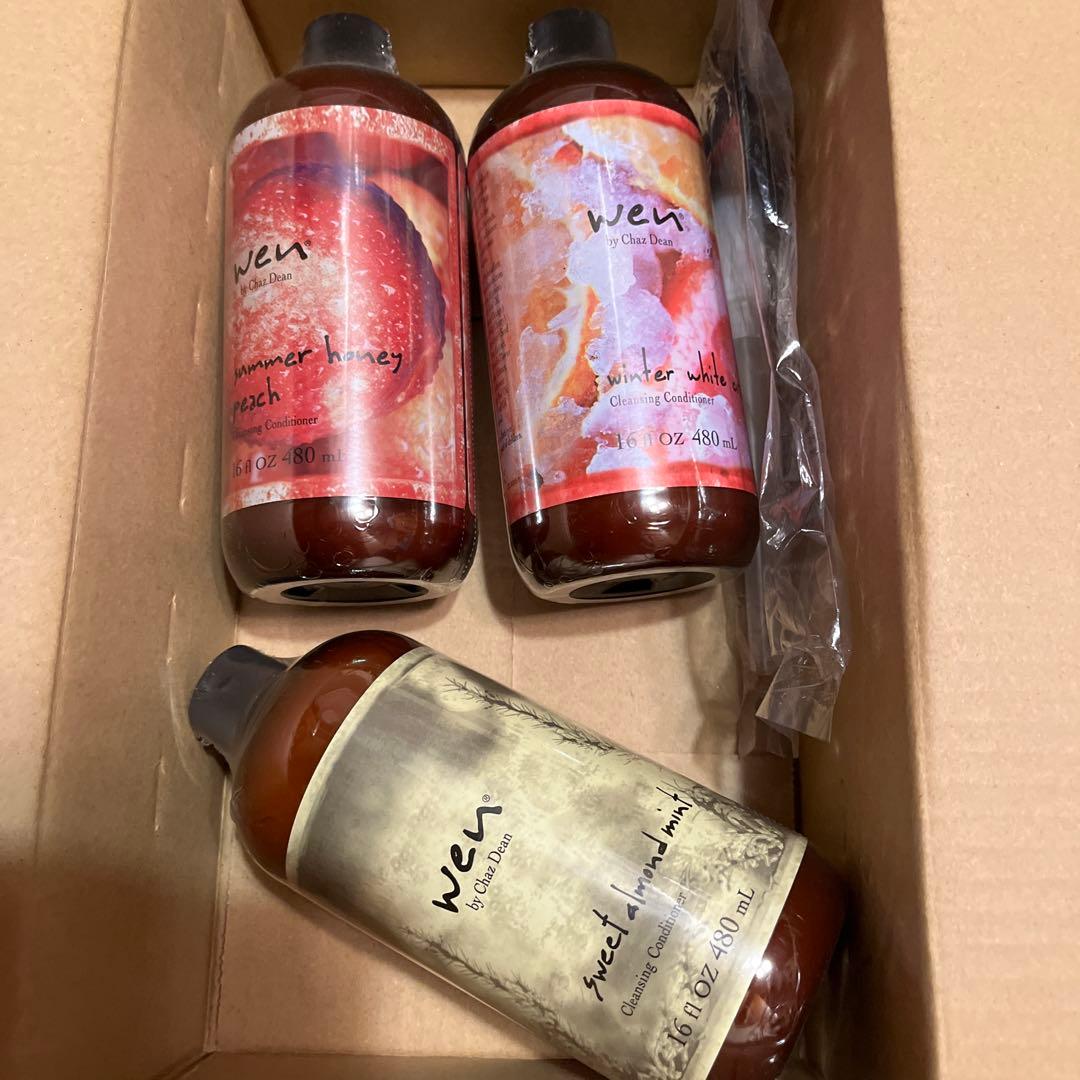 wen®
by Chaz Dean
summer honey
peach
Cleansing Conditioner
16 fl OZ 480 mL
wen
by Chaz Dean
winter white
Cleansing Conditioner
16 fl OZ 480 mL
wen®
by Chaz Dean
sweet almond mint
Cleansing Conditioner
16 fl OZ 480 mL